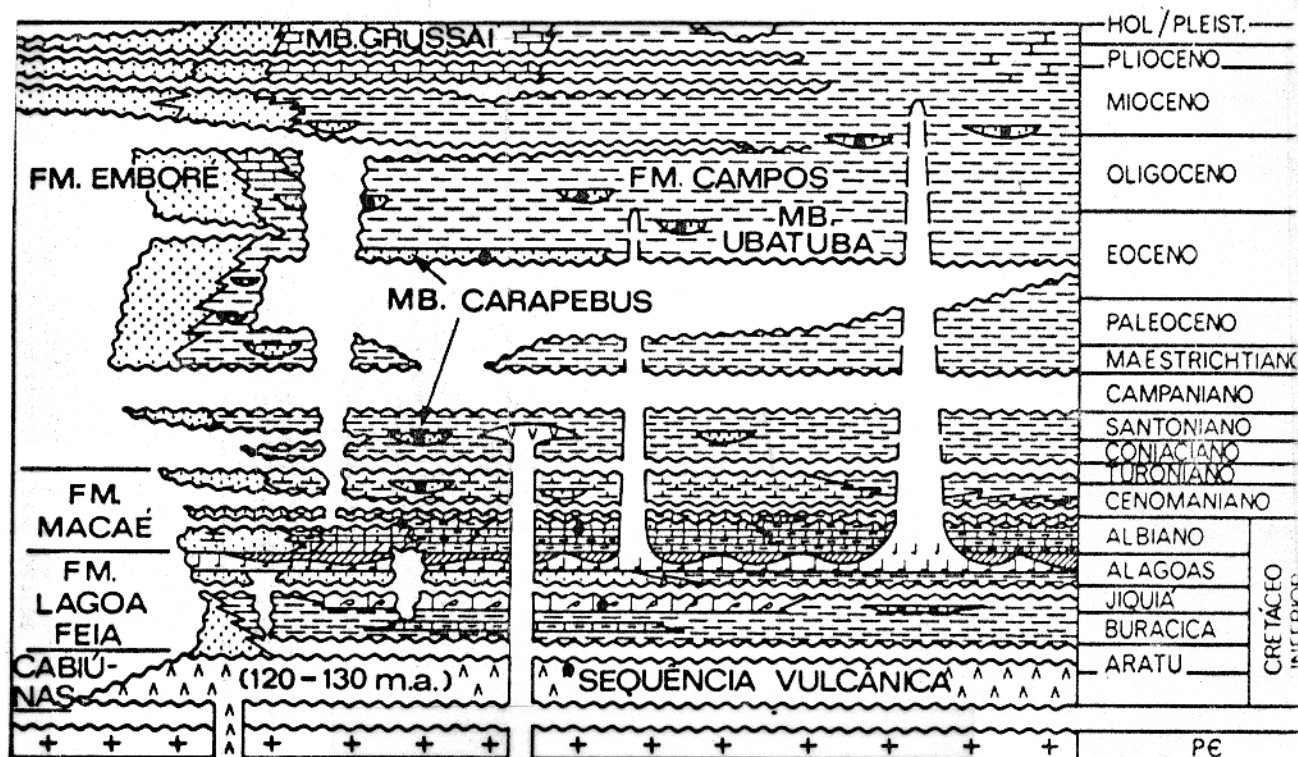 MB. GRUSSAÍ
FM. EMBORÉ
FM. CAMPOS
MB.
UBATUBA
MB. CARAPEBUS
FM.
MACAÉ
FM.
LAGOA
FEIA
CABIÚ-
NAS
(120-130 m.a.)
SEQUÊNCIA VULCÂNICA
HOL/PLEIST.
PLIOCENO
MIOCENO
OLIGOCENO
EOCENO
PALEOCENO
MAESTRICHTIANO
CAMPANIANO
SANTONIANO
CONIACIANO
TURONIANO
CENOMANIANO
ALBIANO
ALAGOAS
JIQUIÁ
BURACICA
ARATU
CRETÁCEO
INFERIOR
PЄ